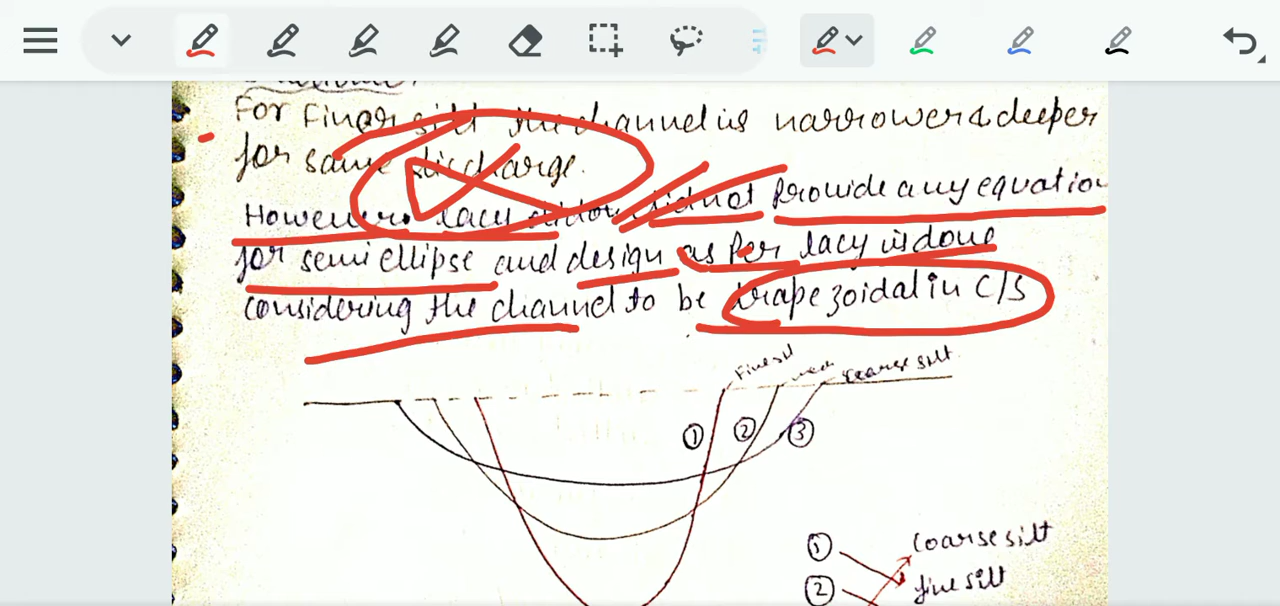 For Finer silt the channel is narrower & deeper
for same discharge.
However lacy did not provide any equation
for semi ellipse and design as per lacy is done
considering the channel to be trapezoidal in C/S
Fine silt coarse silt
① ② ③
① coarse silt
② fine silt